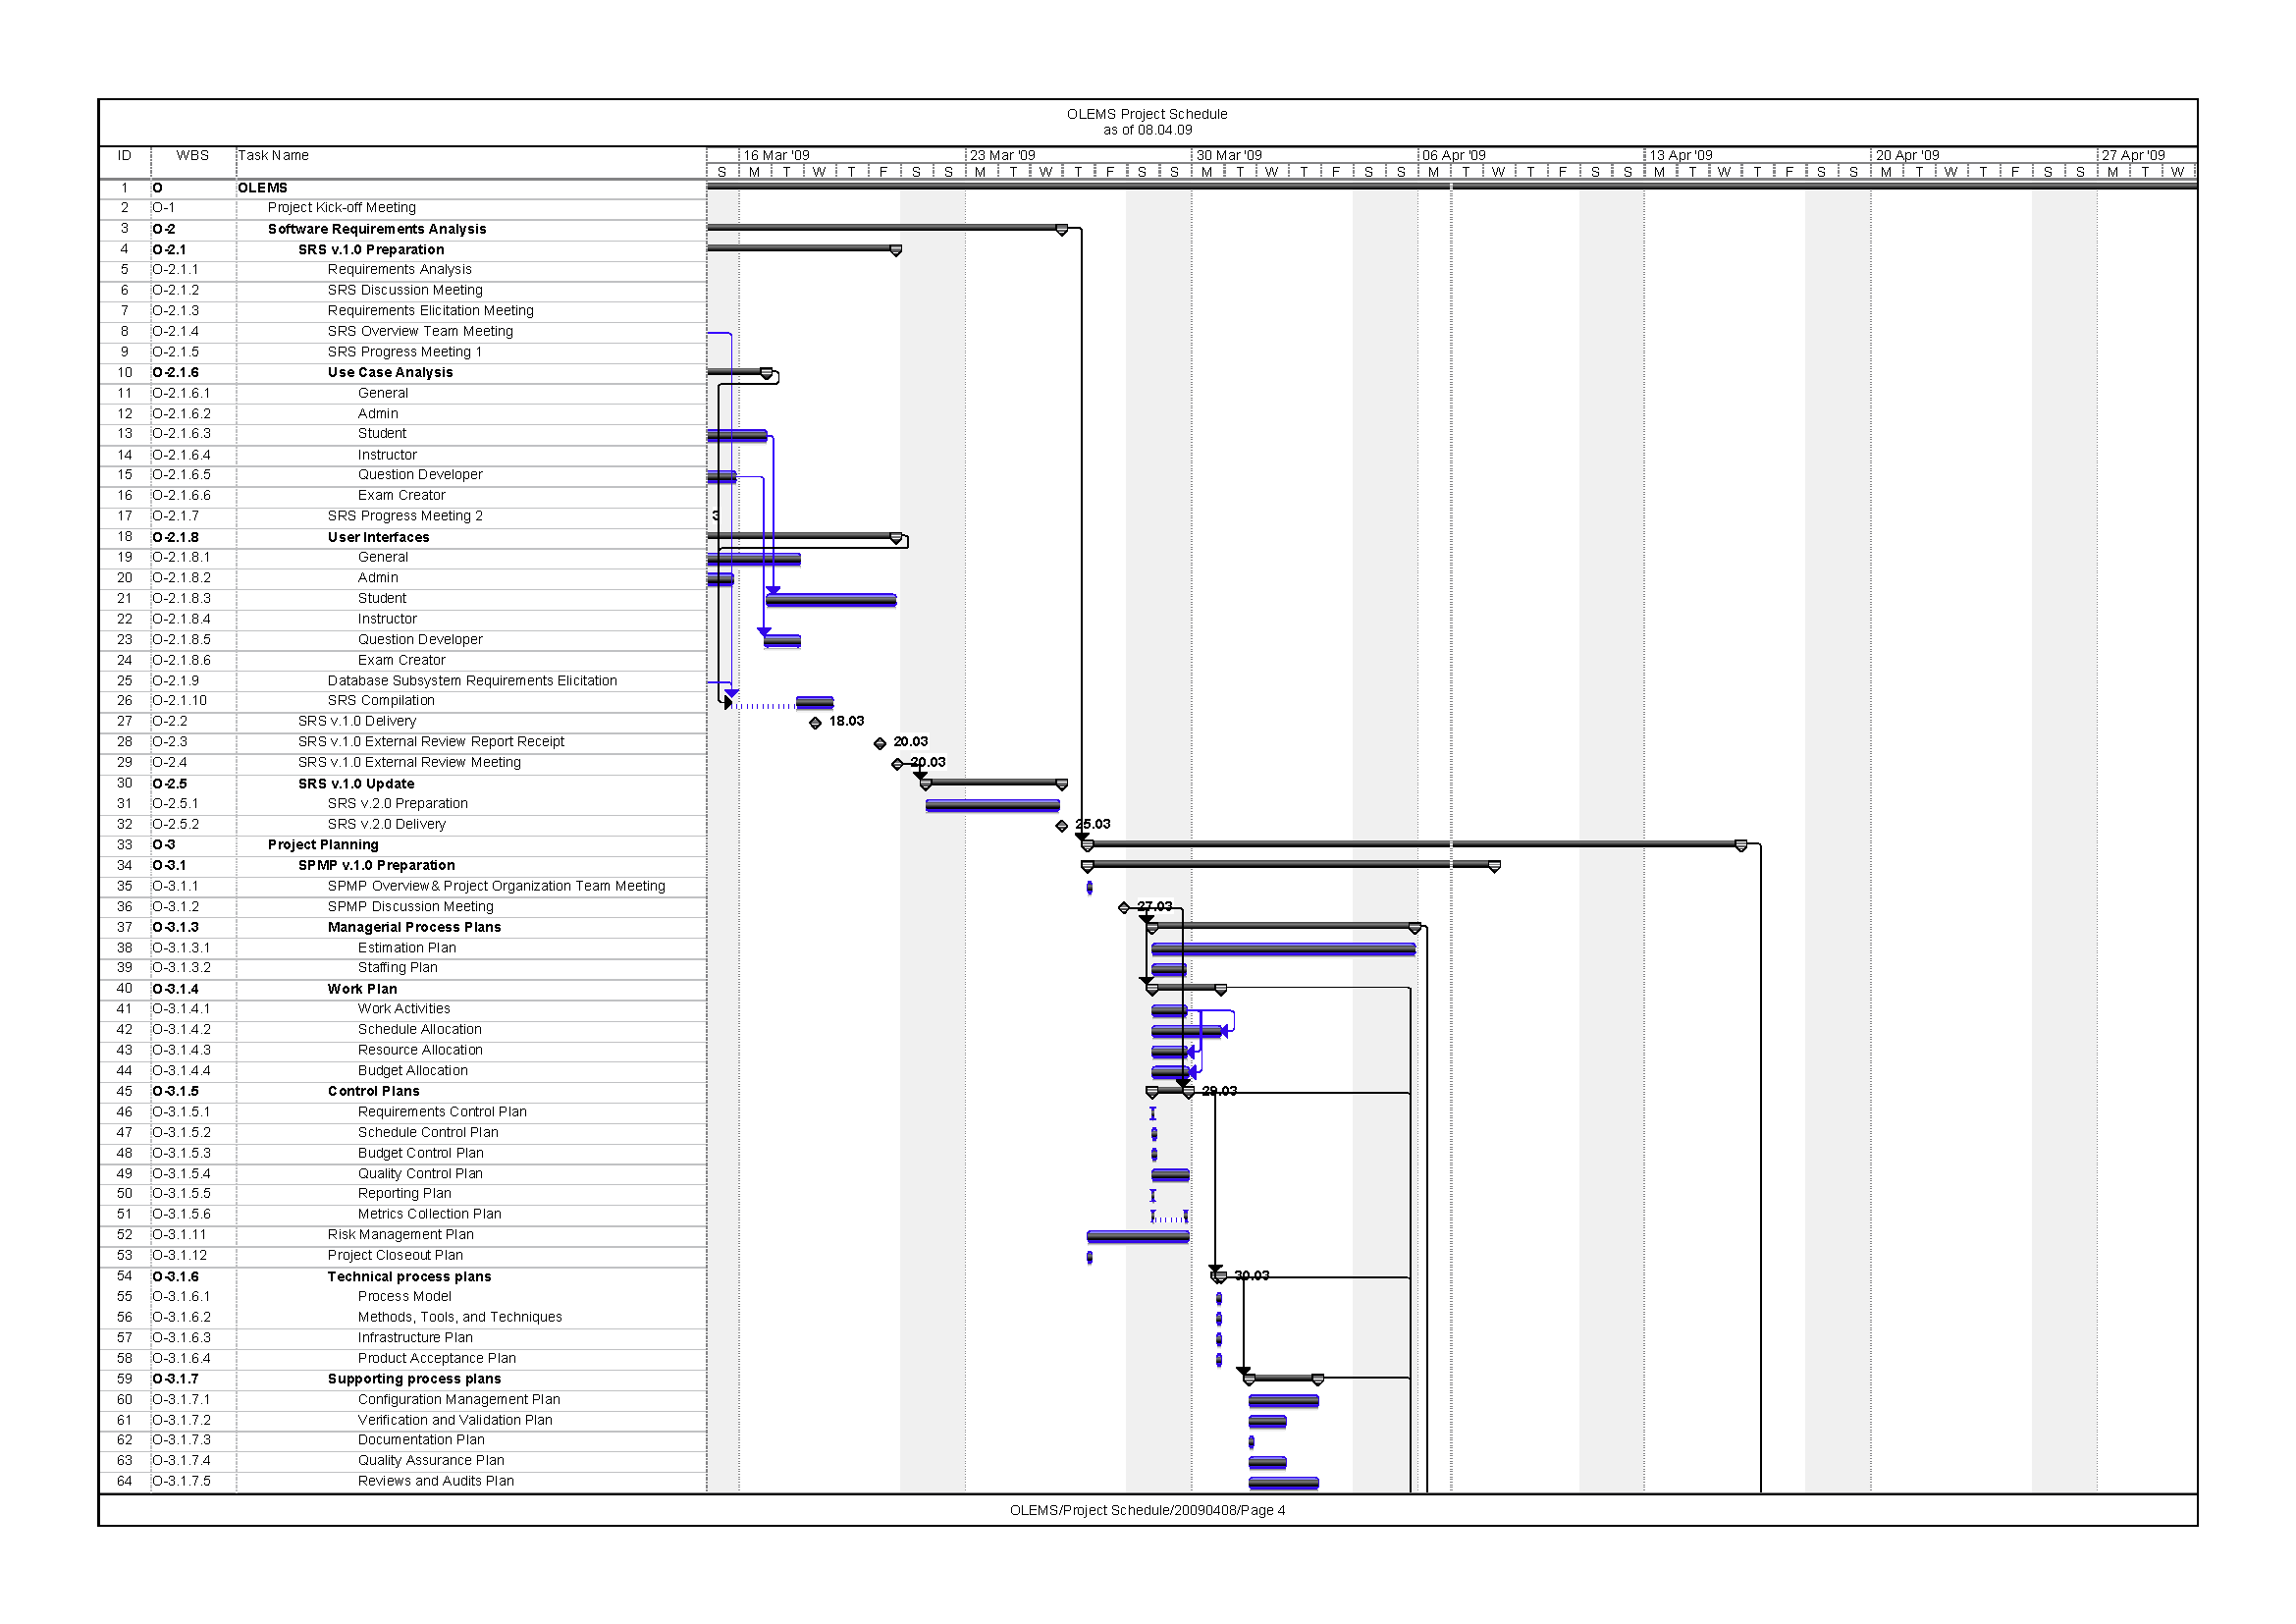 OLEMS Project Schedule
as of 08.04.09
ID WBS Task Name 16 Mar '09 23 Mar '09 30 Mar '09 06 Apr '09 13 Apr '09 20 Apr '09 27 Apr '09
S M T W T F S S M T W T F S S M T W T F S S M T W T F S S M T W T F S S M T W T F S S M T W
1 O OLEMS
2 O-1 Project Kick-off Meeting
3 O-2 Software Requirements Analysis
4 O-2.1 SRS v.1.0 Preparation
5 O-2.1.1 Requirements Analysis
6 O-2.1.2 SRS Discussion Meeting
7 O-2.1.3 Requirements Elicitation Meeting
8 O-2.1.4 SRS Overview Team Meeting
9 O-2.1.5 SRS Progress Meeting 1
10 O-2.1.6 Use Case Analysis
11 O-2.1.6.1 General
12 O-2.1.6.2 Admin
13 O-2.1.6.3 Student
14 O-2.1.6.4 Instructor
15 O-2.1.6.5 Question Developer
16 O-2.1.6.6 Exam Creator
17 O-2.1.7 SRS Progress Meeting 2 3
18 O-2.1.8 User Interfaces
19 O-2.1.8.1 General
20 O-2.1.8.2 Admin
21 O-2.1.8.3 Student
22 O-2.1.8.4 Instructor
23 O-2.1.8.5 Question Developer
24 O-2.1.8.6 Exam Creator
25 O-2.1.9 Database Subsystem Requirements Elicitation
26 O-2.1.10 SRS Compilation
27 O-2.2 SRS v.1.0 Delivery 18.03
28 O-2.3 SRS v.1.0 External Review Report Receipt 20.03
29 O-2.4 SRS v.1.0 External Review Meeting 20.03
30 O-2.5 SRS v.1.0 Update
31 O-2.5.1 SRS v.2.0 Preparation
32 O-2.5.2 SRS v.2.0 Delivery 25.03
33 O-3 Project Planning
34 O-3.1 SPMP v.1.0 Preparation
35 O-3.1.1 SPMP Overview& Project Organization Team Meeting
36 O-3.1.2 SPMP Discussion Meeting 27.03
37 O-3.1.3 Managerial Process Plans
38 O-3.1.3.1 Estimation Plan
39 O-3.1.3.2 Staffing Plan
40 O-3.1.4 Work Plan
41 O-3.1.4.1 Work Activities
42 O-3.1.4.2 Schedule Allocation
43 O-3.1.4.3 Resource Allocation
44 O-3.1.4.4 Budget Allocation
45 O-3.1.5 Control Plans 29.03
46 O-3.1.5.1 Requirements Control Plan
47 O-3.1.5.2 Schedule Control Plan
48 O-3.1.5.3 Budget Control Plan
49 O-3.1.5.4 Quality Control Plan
50 O-3.1.5.5 Reporting Plan
51 O-3.1.5.6 Metrics Collection Plan
52 O-3.1.11 Risk Management Plan
53 O-3.1.12 Project Closeout Plan
54 O-3.1.6 Technical process plans 30.03
55 O-3.1.6.1 Process Model
56 O-3.1.6.2 Methods, Tools, and Techniques
57 O-3.1.6.3 Infrastructure Plan
58 O-3.1.6.4 Product Acceptance Plan
59 O-3.1.7 Supporting process plans
60 O-3.1.7.1 Configuration Management Plan
61 O-3.1.7.2 Verification and Validation Plan
62 O-3.1.7.3 Documentation Plan
63 O-3.1.7.4 Quality Assurance Plan
64 O-3.1.7.5 Reviews and Audits Plan
OLEMS/Project Schedule/20090408/Page 4